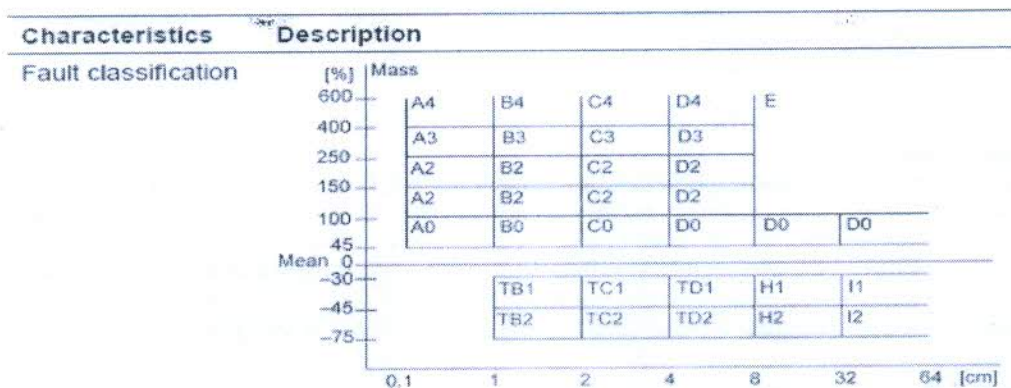 Characteristics Description
Fault classification [%] Mass
600 A4 B4 C4 D4 E
400
A3 B3 C3 D3
250
A2 B2 C2 D2
150
A2 B2 C2 D2
100
A0 B0 C0 D0 D0 D0
45
Mean 0
−30
TB1 TC1 TD1 H1 I1
−45
TB2 TC2 TD2 H2 I2
−75
0,1 1 2 4 8 32 64 [cm]